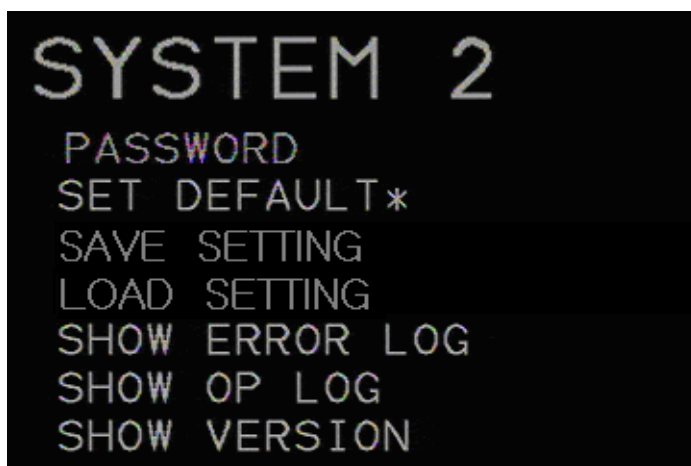 SYSTEM 2
PASSWORD
SET DEFAULT*
SAVE SETTING
LOAD SETTING
SHOW ERROR LOG
SHOW OP LOG
SHOW VERSION